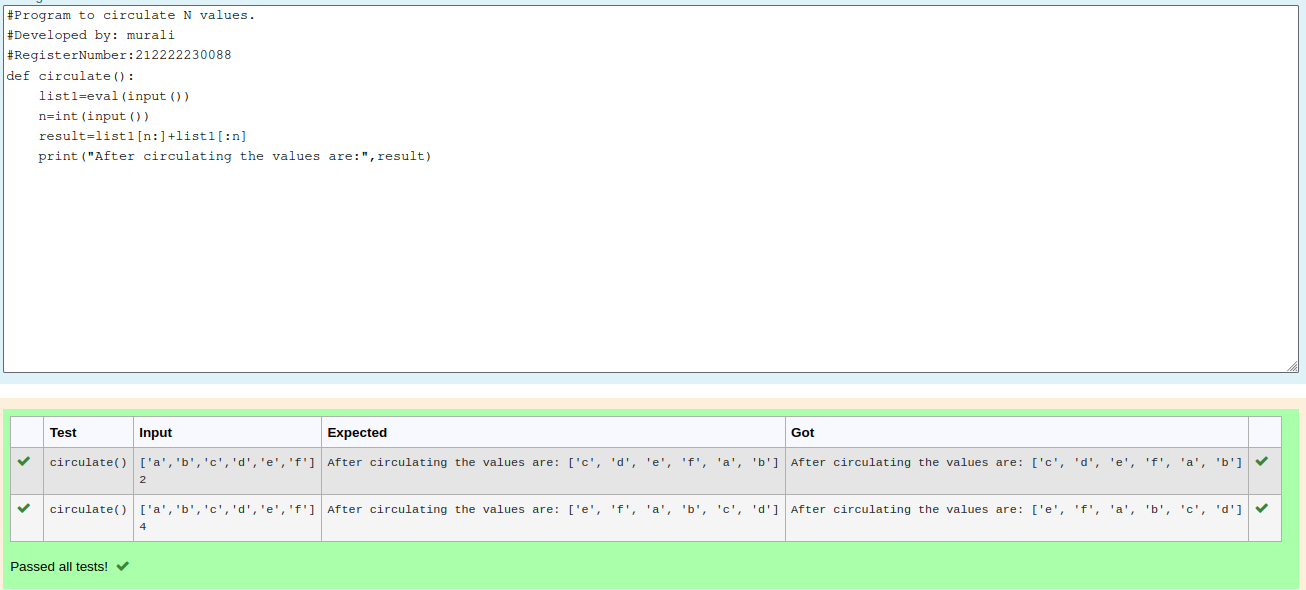 #Program to circulate N values.
#Developed by: murali
#RegisterNumber:212222230088
def circulate():
    list1=eval(input())
    n=int(input())
    result=list1[n:]+list1[:n]
    print("After circulating the values are:",result)
Test Input Expected Got
circulate() ['a','b','c','d','e','f'] After circulating the values are: ['c', 'd', 'e', 'f', 'a', 'b'] After circulating the values are: ['c', 'd', 'e', 'f', 'a', 'b']
2
circulate() ['a','b','c','d','e','f'] After circulating the values are: ['e', 'f', 'a', 'b', 'c', 'd'] After circulating the values are: ['e', 'f', 'a', 'b', 'c', 'd']
4
Passed all tests!